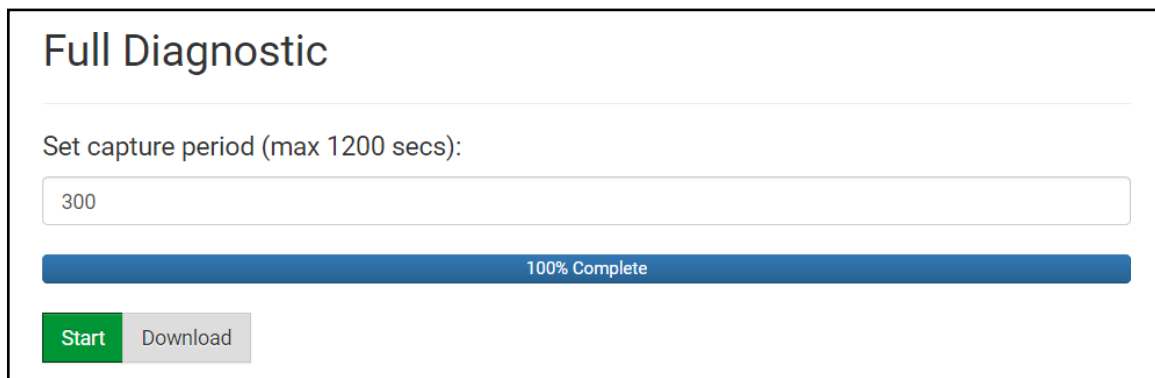 Full Diagnostic
Set capture period (max 1200 secs):
300
100% Complete
Start Download